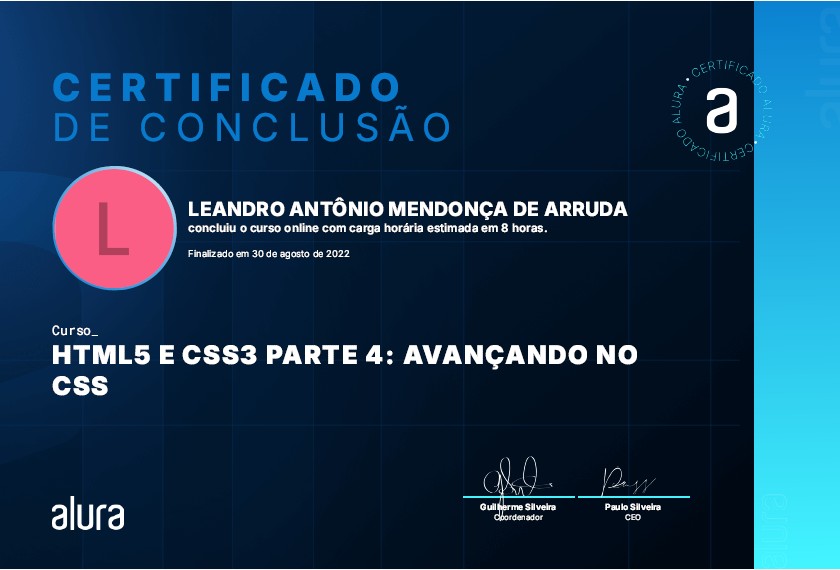 CERTIFICADO
DE CONCLUSÃO
• CERTIFICADO ALURA • CERTIFICADO ALURA
a
L
LEANDRO ANTÔNIO MENDONÇA DE ARRUDA
concluiu o curso online com carga horária estimada em 8 horas.
Finalizado em 30 de agosto de 2022
Curso_
HTML5 E CSS3 PARTE 4: AVANÇANDO NO
CSS
alura
Guilherme Silveira
Coordenador
Paulo Silveira
CEO
alura
alura